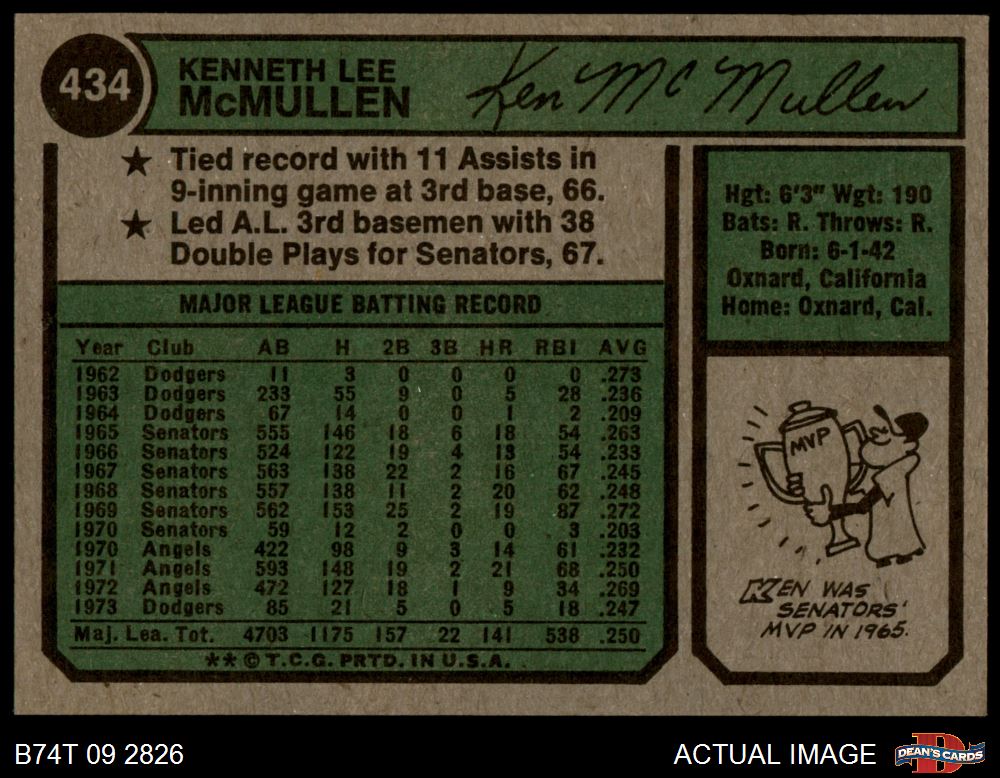 434
KENNETH LEE
McMULLEN
Ken McMullen
★ Tied record with 11 Assists in
9-inning game at 3rd base, 66.
★ Led A.L. 3rd basemen with 38
Double Plays for Senators, 67.
MAJOR LEAGUE BATTING RECORD
Year Club AB H 2B 3B HR RBI AVG
1962 Dodgers 11 3 0 0 0 0 .273
1963 Dodgers 233 55 9 0 5 28 .236
1964 Dodgers 67 14 0 0 1 2 .209
1965 Senators 555 146 18 6 18 54 .263
1966 Senators 524 122 19 4 13 54 .233
1967 Senators 563 138 22 2 16 67 .245
1968 Senators 557 138 11 2 20 62 .248
1969 Senators 562 153 25 2 19 87 .272
1970 Senators 59 12 2 0 0 3 .203
1970 Angels 422 98 9 3 14 61 .232
1971 Angels 593 148 19 2 21 68 .250
1972 Angels 472 127 18 1 9 34 .269
1973 Dodgers 85 21 5 0 5 18 .247
Maj. Lea. Tot. 4703 1175 157 22 141 538 .250
** © T.C.G. PRTD. IN U.S.A.
Hgt: 6'3" Wgt: 190
Bats: R. Throws: R.
Born: 6-1-42
Oxnard, California
Home: Oxnard, Cal.
MVP
KEN WAS
SENATORS'
MVP IN 1965.
B74T 09 2826
ACTUAL IMAGE
D
DEAN'S CARDS